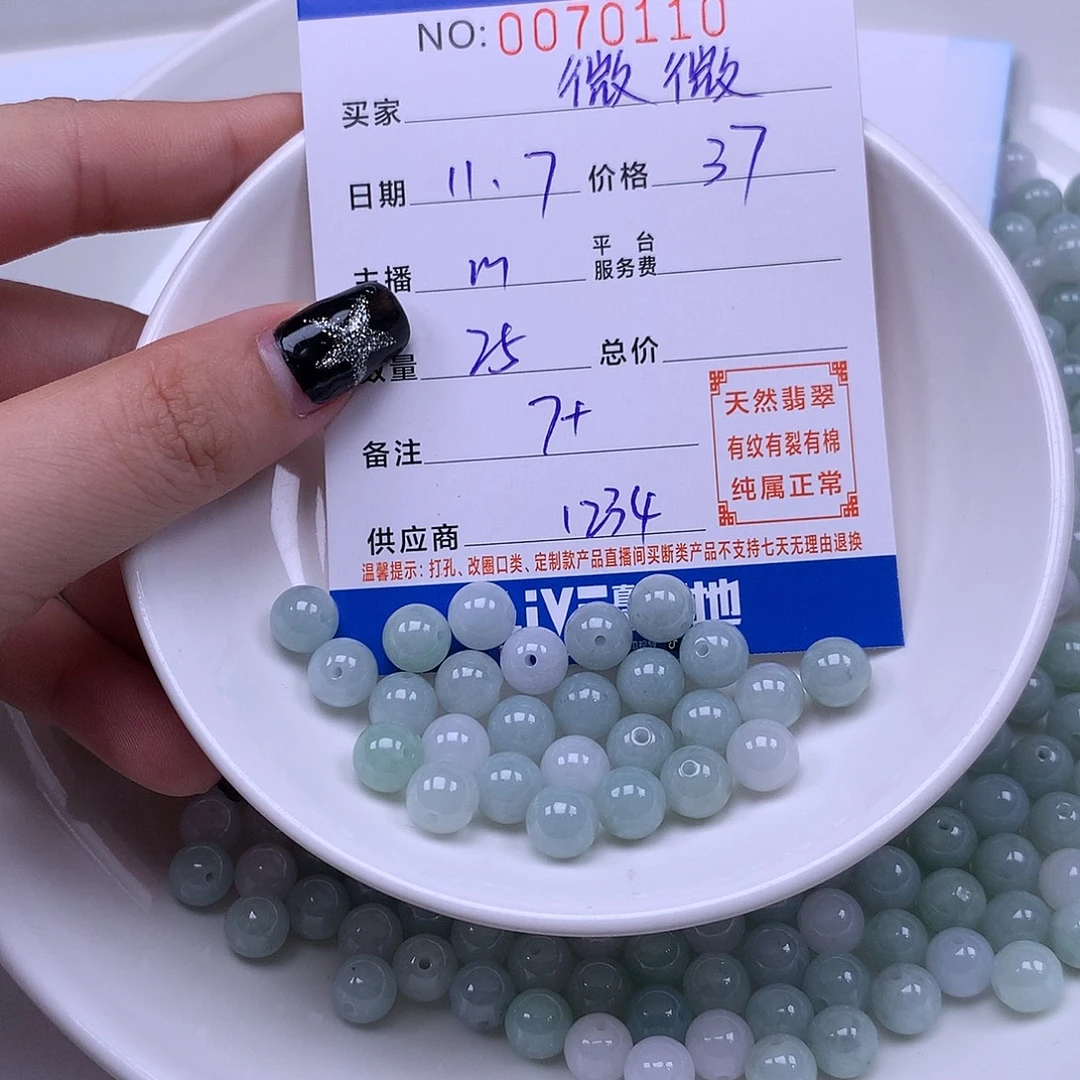 NO: 0070110
买家 微微
日期 11.7 价格 37
主播 m 平台服务费
数量 25 总价
备注 7+
天然翡翠
有纹有裂有棉
纯属正常
供应商 1234
温馨提示：打孔、改圈口类、定制款产品直播间买断类产品不支持七天无理由退换